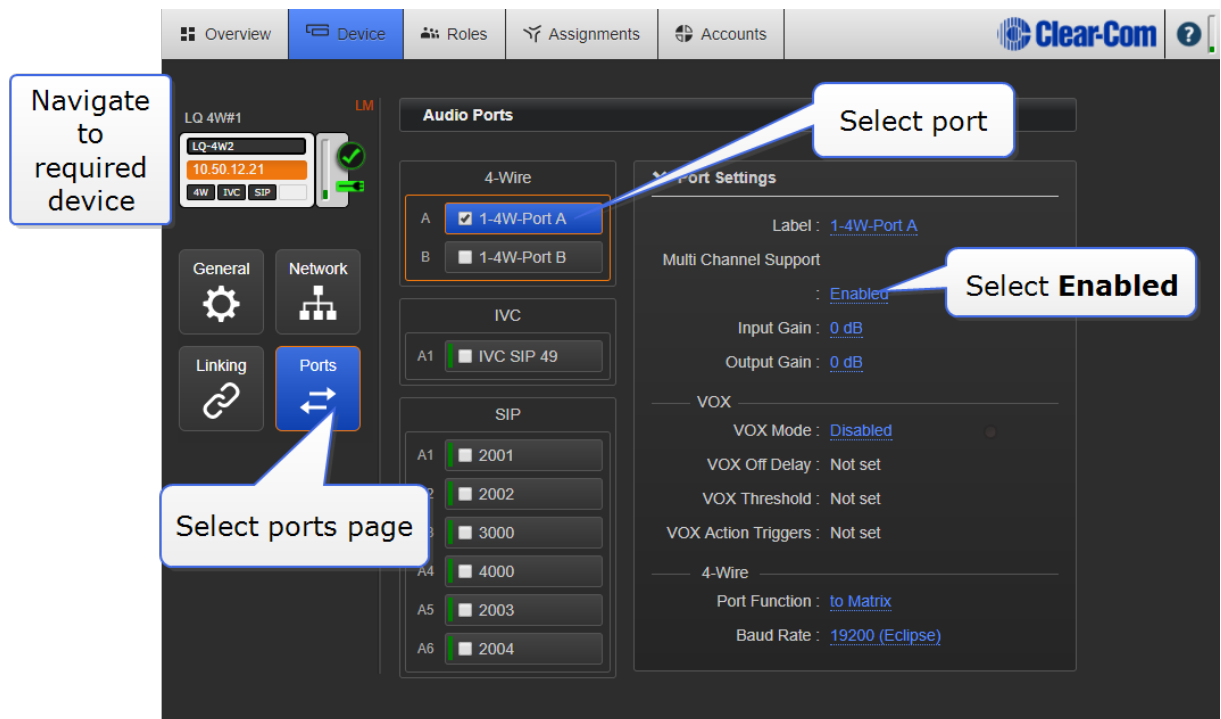 Overview
Device
Roles
Assignments
Accounts
Clear-Com
?
Navigate
to
required
device
LQ 4W#1
LM
LQ-4W2
10.50.12.21
4W IVC SIP
General
Network
Linking
Ports
Select ports page
Audio Ports
Select port
4-Wire
A 1-4W-Port A
B 1-4W-Port B
IVC
A1 IVC SIP 49
SIP
A1 2001
2002
3000
A4 4000
A5 2003
A6 2004
Port Settings
Label : 1-4W-Port A
Multi Channel Support
: Enabled
Select Enabled
Input Gain : 0 dB
Output Gain : 0 dB
VOX
VOX Mode : Disabled
VOX Off Delay : Not set
VOX Threshold : Not set
VOX Action Triggers : Not set
4-Wire
Port Function : to Matrix
Baud Rate : 19200 (Eclipse)